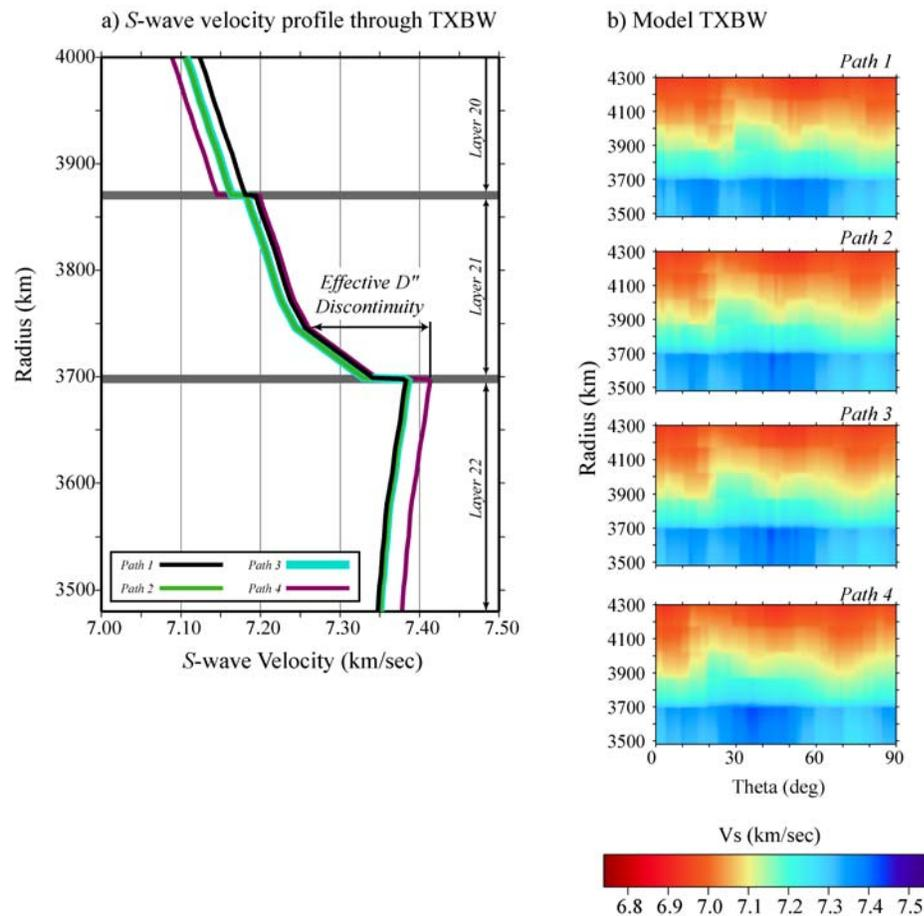 a) S-wave velocity profile through TXBW
4000
3900
3800
3700
3600
3500
Radius (km)
Layer 20
Layer 21
Layer 22
Effective D"
Discontinuity
Path 1
Path 2
Path 3
Path 4
7.00 7.10 7.20 7.30 7.40 7.50
S-wave Velocity (km/sec)
b) Model TXBW
Path 1
4300
4100
3900
3700
3500
Path 2
4300
4100
3900
3700
3500
Radius (km)
Path 3
4300
4100
3900
3700
3500
Path 4
4300
4100
3900
3700
3500
0 30 60 90
Theta (deg)
Vs (km/sec)
6.8 6.9 7.0 7.1 7.2 7.3 7.4 7.5